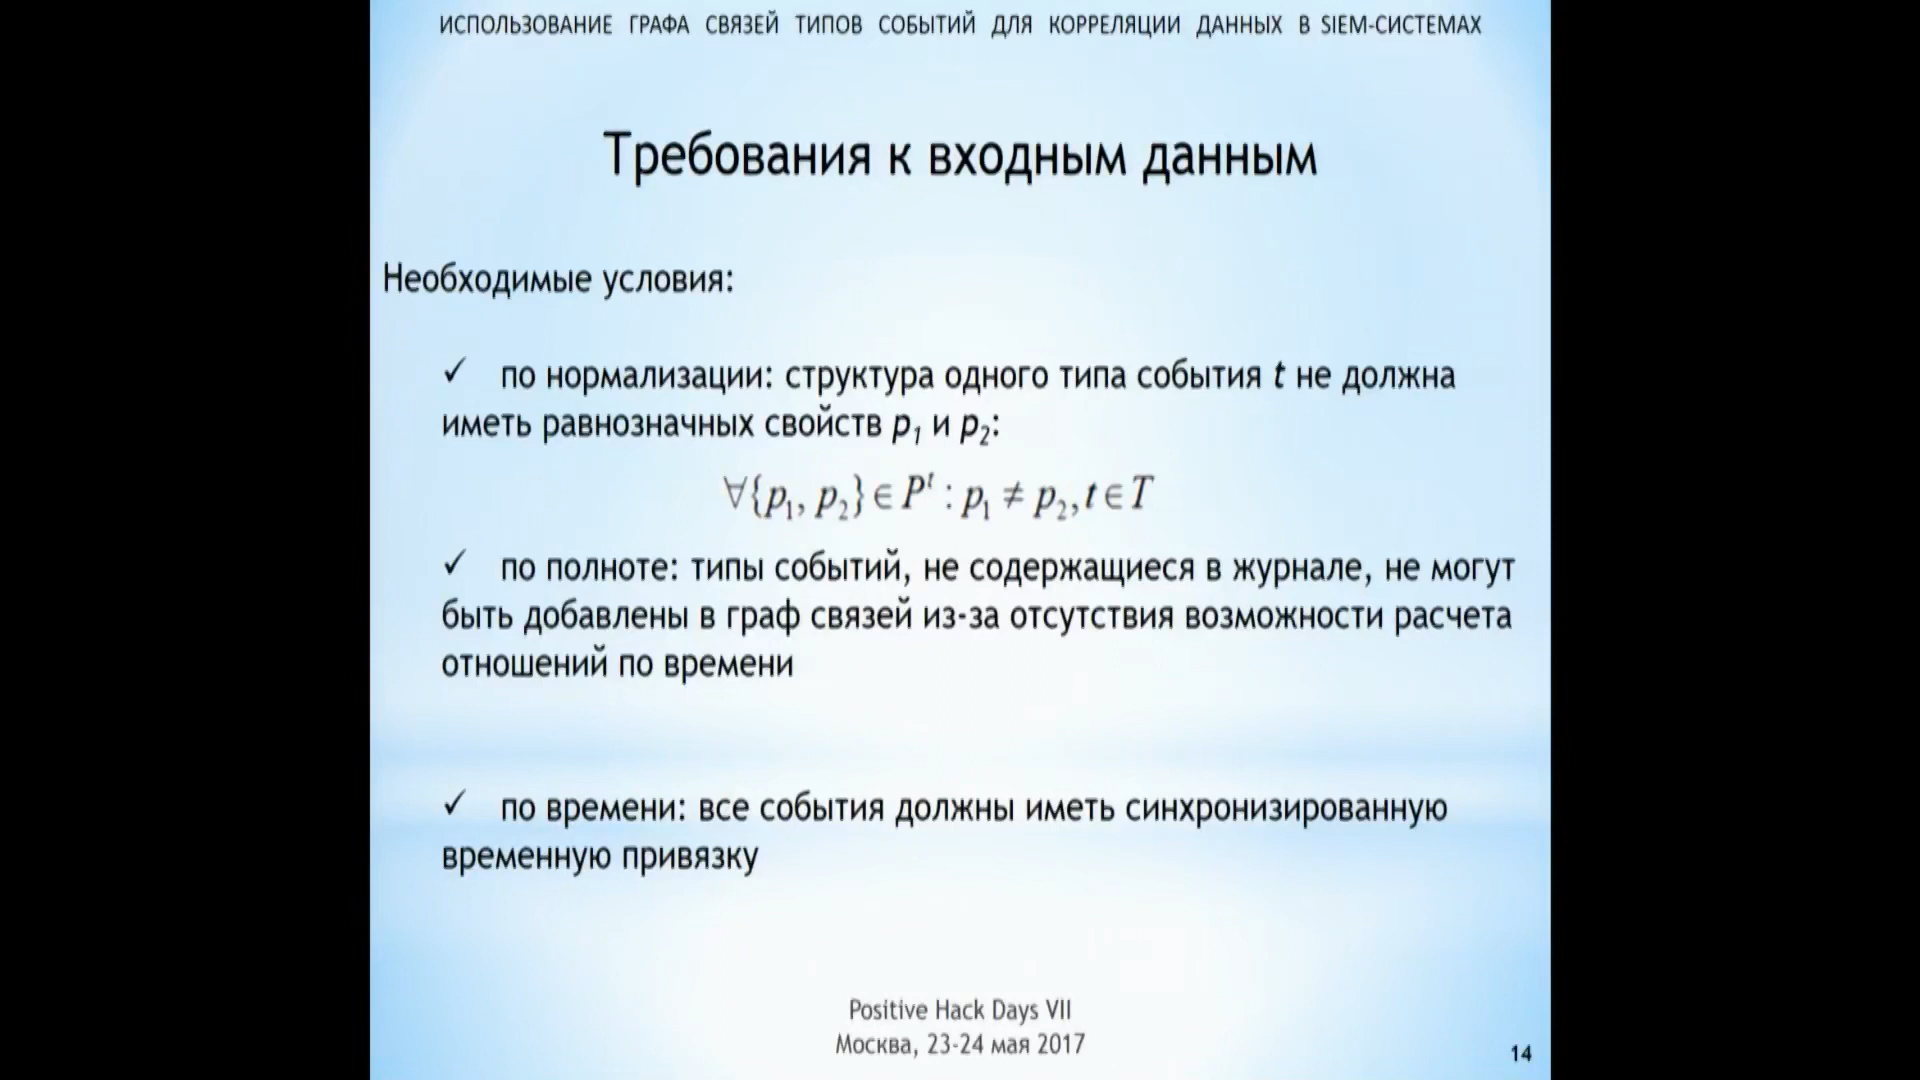 ИСПОЛЬЗОВАНИЕ ГРАФА СВЯЗЕЙ ТИПОВ СОБЫТИЙ ДЛЯ КОРРЕЛЯЦИИ ДАННЫХ В SIEM-СИСТЕМАХ
Требования к входным данным
Необходимые условия:
✓ по нормализации: структура одного типа события t не должна
иметь равнозначных свойств p₁ и p₂:
∀{p₁, p₂} ∈ Pᵗ : p₁ ≠ p₂, t ∈ T
✓ по полноте: типы событий, не содержащиеся в журнале, не могут
быть добавлены в граф связей из-за отсутствия возможности расчета
отношений по времени
✓ по времени: все события должны иметь синхронизированную
временную привязку
Positive Hack Days VII
Москва, 23-24 мая 2017
14